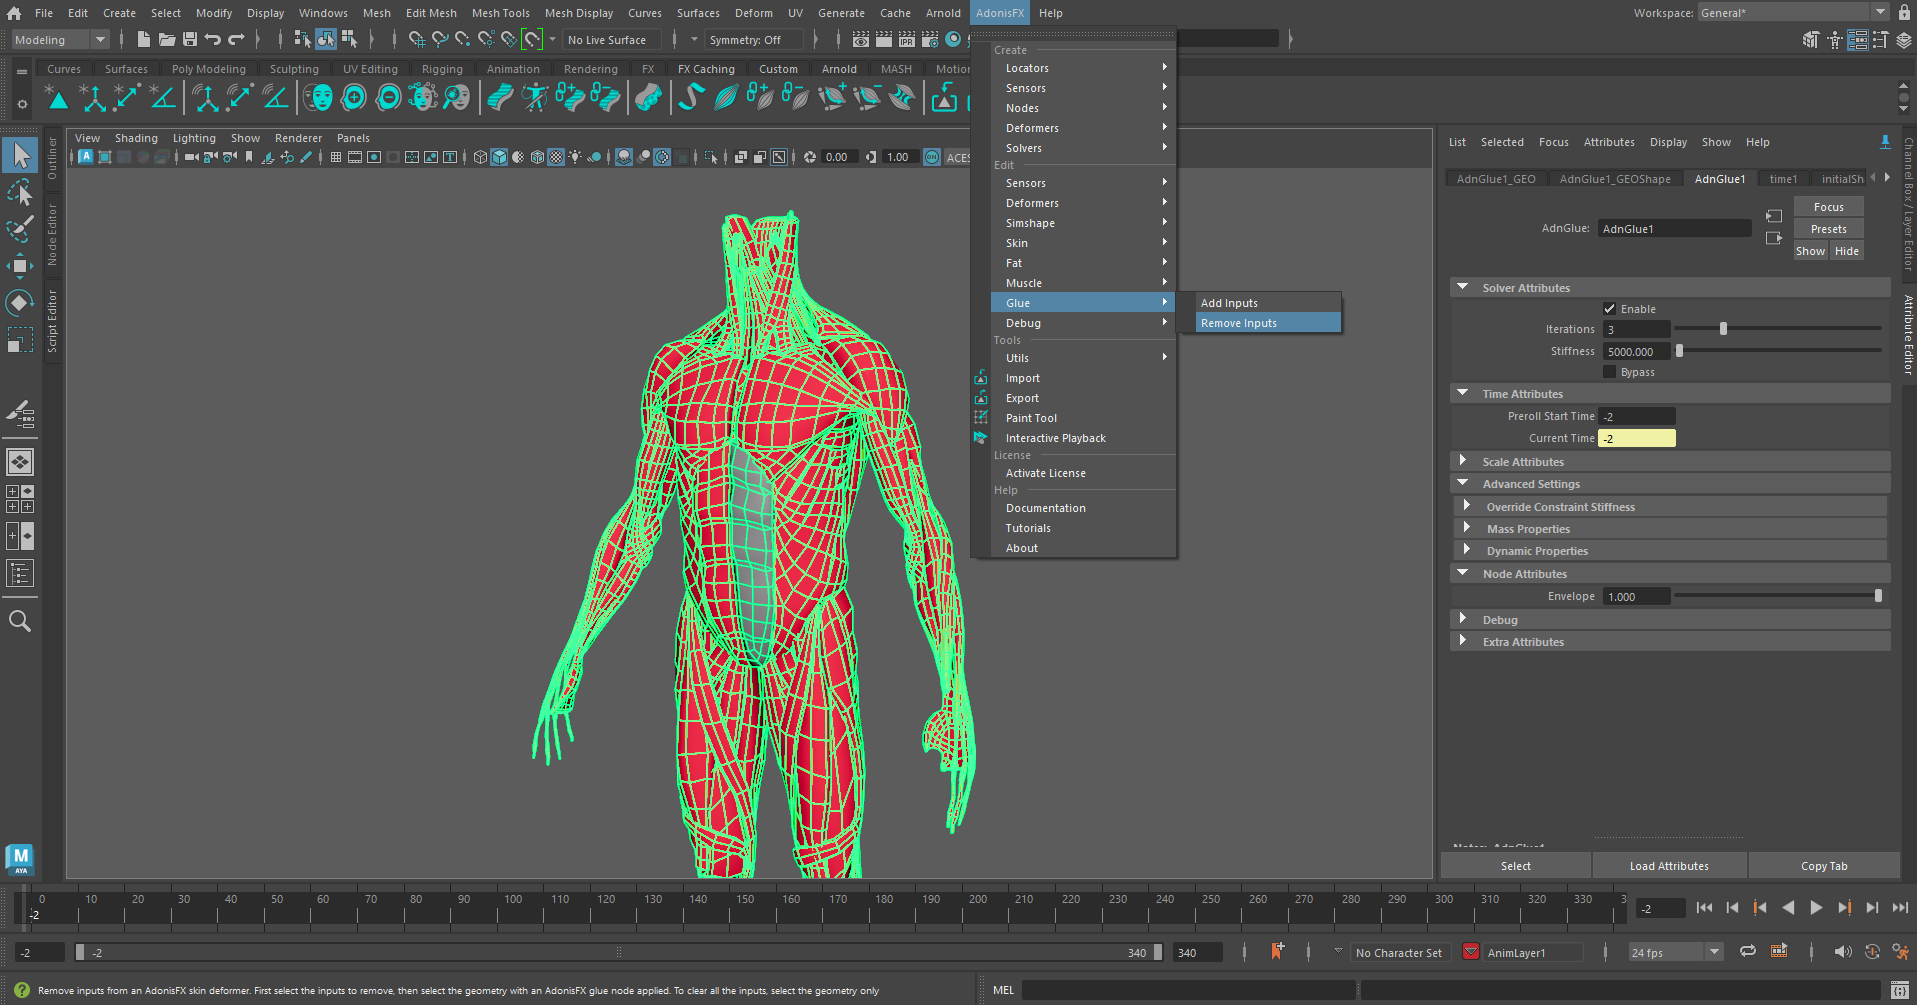 File Edit Create Select Modify Display Windows Mesh Edit Mesh Mesh Tools Mesh Display Curves Surfaces Deform UV Generate Cache Arnold AdonisFX Help
Workspace: General*
Modeling
No Live Surface
Symmetry: Off
IPR
Curves Surfaces Poly Modeling Sculpting UV Editing Rigging Animation Rendering FX FX Caching Custom Arnold MASH Motion
View Shading Lighting Show Renderer Panels
0.00
1.00
ON
ACES
Outliner
Node Editor
Script Editor
Create
Locators
Sensors
Nodes
Deformers
Solvers
Edit
Sensors
Deformers
Simshape
Skin
Fat
Muscle
Glue
Debug
Add Inputs
Remove Inputs
Tools
Utils
Import
Export
Paint Tool
Interactive Playback
License
Activate License
Help
Documentation
Tutorials
About
List Selected Focus Attributes Display Show Help
AdnGlue1_GEO AdnGlue1_GEOShape AdnGlue1 time1 initialSh
AdnGlue: AdnGlue1
Focus
Presets
Show Hide
Solver Attributes
Enable
Iterations 3
Stiffness 5000.000
Bypass
Time Attributes
Preroll Start Time -2
Current Time -2
Scale Attributes
Advanced Settings
Override Constraint Stiffness
Mass Properties
Dynamic Properties
Node Attributes
Envelope 1.000
Debug
Extra Attributes
Select Load Attributes Copy Tab
Channel Box / Layer Editor
Attribute Editor
M
AYA
0 10 20 30 40 50 60 70 80 90 100 110 120 130 140 150 160 170 180 190 200 210 220 230 240 250 260 270 280 290 300 310 320 330 3
-2
-2
-2
-2
340
340
No Character Set
AnimLayer1
24 fps
Remove inputs from an AdonisFX skin deformer. First select the inputs to remove, then select the geometry with an AdonisFX glue node applied. To clear all the inputs, select the geometry only
MEL